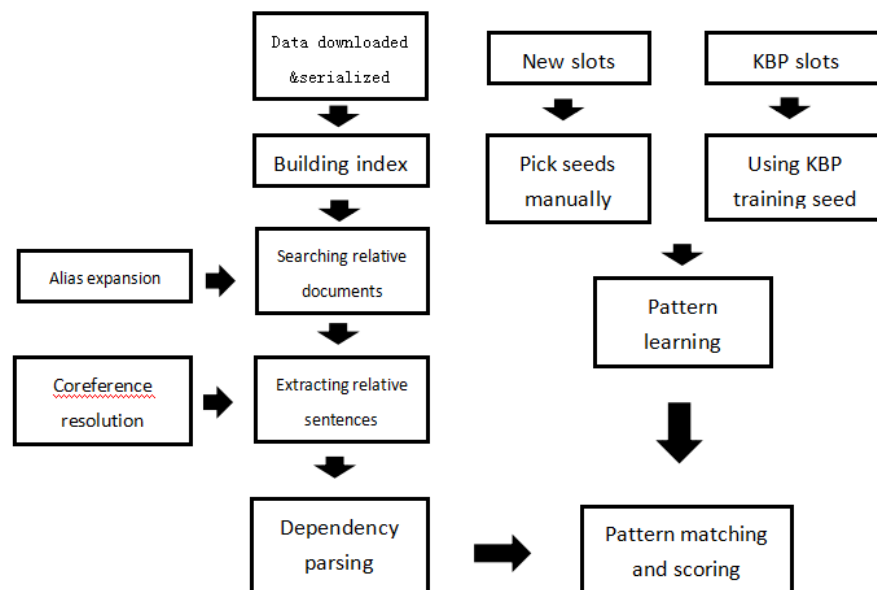 Data downloaded
&serialized
New slots
KBP slots
Building index
Pick seeds
manually
Using KBP
training seed
Alias expansion
Searching relative
documents
Pattern
learning
Coreference
resolution
Extracting relative
sentences
Dependency
parsing
Pattern matching
and scoring